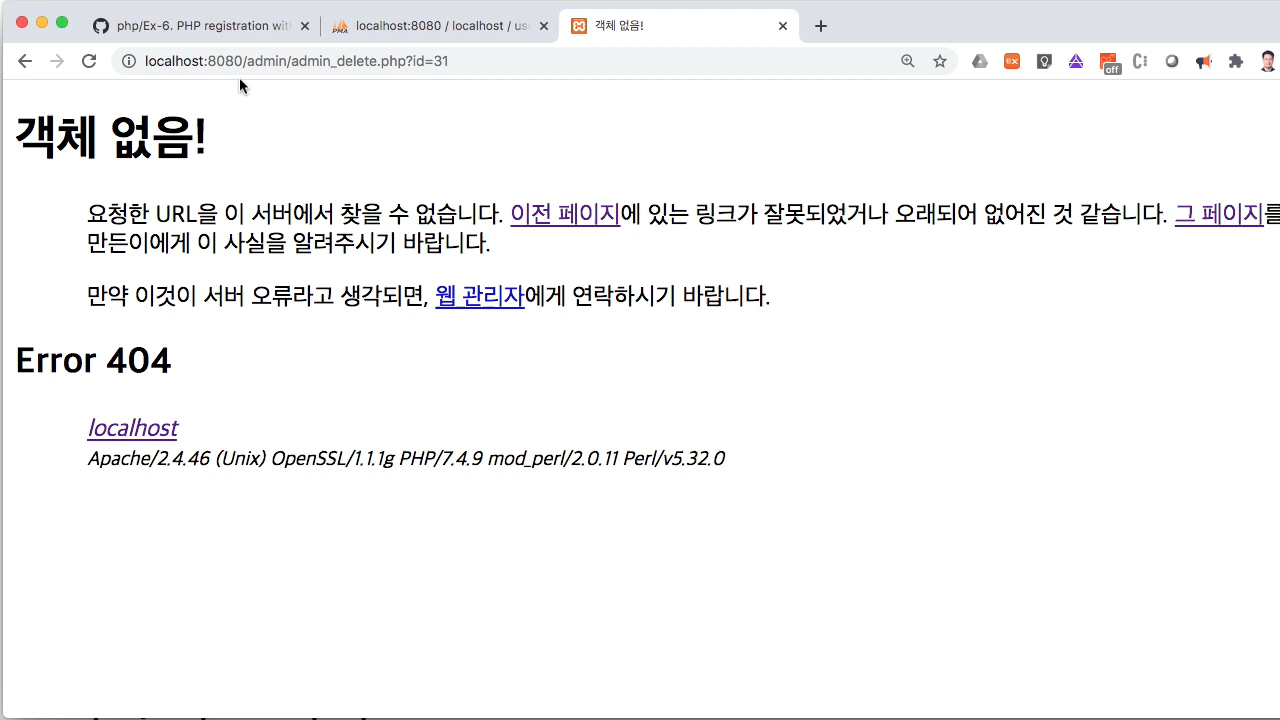 php/Ex-6. PHP registration wit
localhost:8080 / localhost / use
객체 없음!
localhost:8080/admin/admin_delete.php?id=31
off
객체 없음!
요청한 URL을 이 서버에서 찾을 수 없습니다. 이전 페이지에 있는 링크가 잘못되었거나 오래되어 없어진 것 같습니다. 그 페이지를
만든이에게 이 사실을 알려주시기 바랍니다.
만약 이것이 서버 오류라고 생각되면, 웹 관리자에게 연락하시기 바랍니다.
Error 404
localhost
Apache/2.4.46 (Unix) OpenSSL/1.1.1g PHP/7.4.9 mod_perl/2.0.11 Perl/v5.32.0